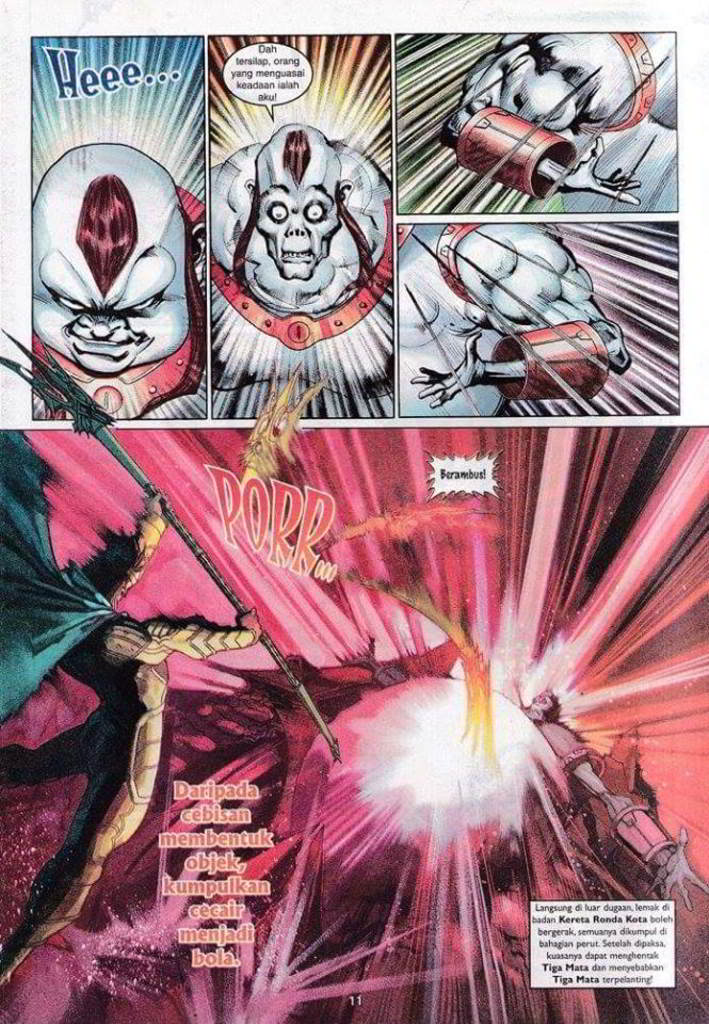 Heee...
Dah
tersilap, orang
yang menguasai
keadaan ialah
aku!
PORR...
Berambus!
Daripada
cebisan
membentuk
objek,
kumpulkan
cecair
menjadi
bola.
Langsung di luar dugaan, lemak di
badan Kereta Ronda Kota boleh
bergerak, semuanya dikumpul di
bahagian perut. Setelah dipaksa,
kuasanya dapat menghentak
Tiga Mata dan menyebabkan
Tiga Mata terpelanting!
11